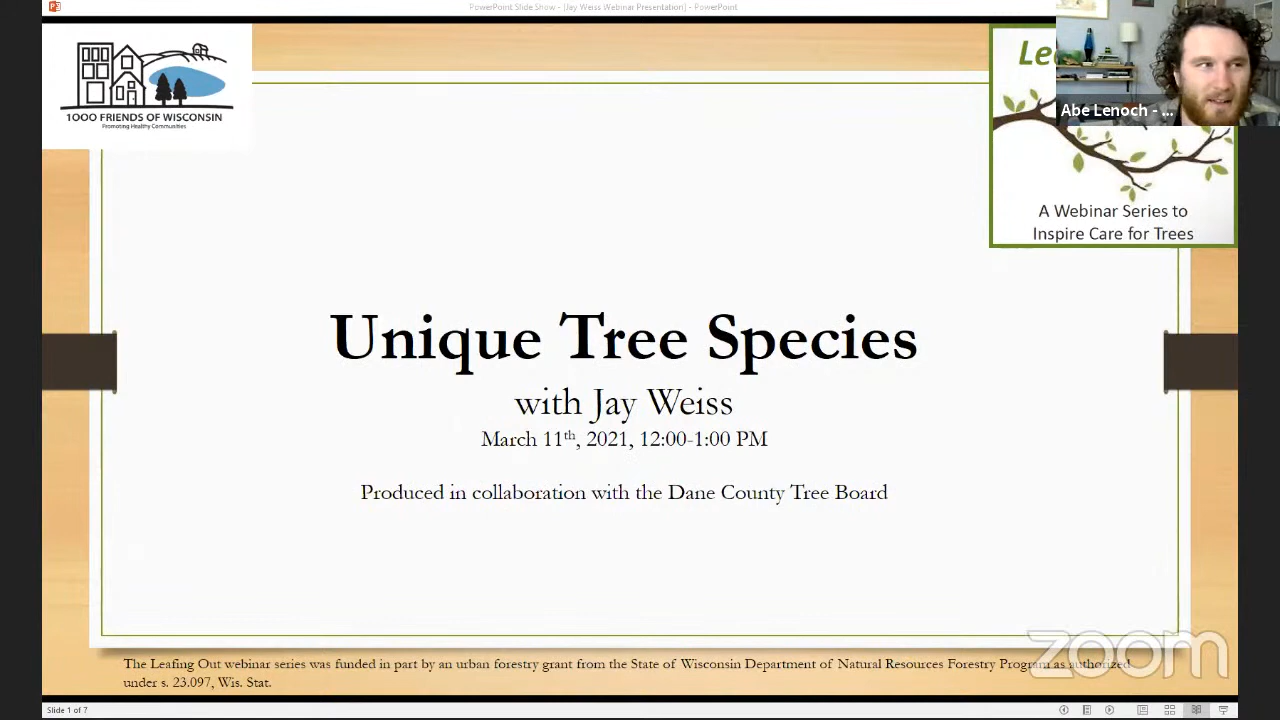 PowerPoint Slide Show - [Jay Weiss Webinar Presentation] - PowerPoint
1000 FRIENDS OF WISCONSIN
Promoting Healthy Communities
Abe Lenoch - ...
A Webinar Series to
Inspire Care for Trees
Unique Tree Species
with Jay Weiss
March 11th, 2021, 12:00-1:00 PM
Produced in collaboration with the Dane County Tree Board
The Leafing Out webinar series was funded in part by an urban forestry grant from the State of Wisconsin Department of Natural Resources Forestry Program as authorized
under s. 23.097, Wis. Stat.
zoom
Slide 1 of 7